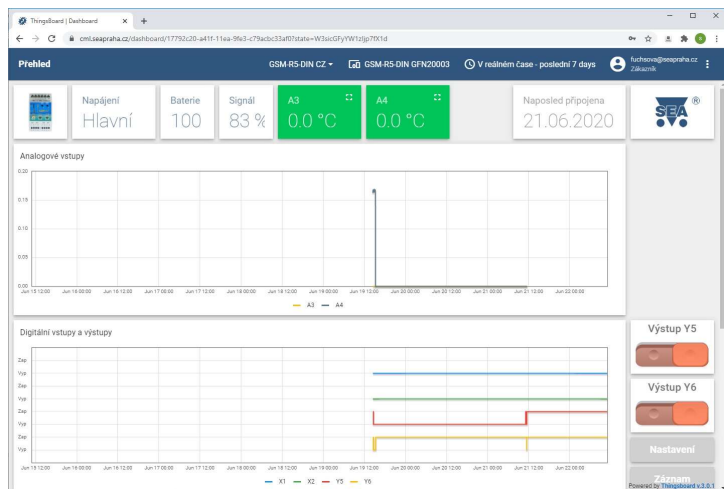 ThingsBoard | Dashboard
cml.seapraha.cz/dashboard/17792c20-a41f-11ea-9fe3-c79acbc33af0?state=W3sicGFyYW1zIjp7fX1d
Přehled
GSM-R5-DIN CZ
GSM-R5-DIN GFN20003
V reálném čase - poslední 7 days
fuchsova@seapraha.cz
Zákazník
Napájení
Hlavní
Baterie
100
Signál
83 %
A3
0.0 °C
A4
0.0 °C
Naposled připojena
21.06.2020
SEA ®
Analogové vstupy
0.20
0.15
0.10
0.05
0.00
Jun 15 12:00 Jun 16 00:00 Jun 16 12:00 Jun 17 00:00 Jun 17 12:00 Jun 18 00:00 Jun 18 12:00 Jun 19 00:00 Jun 19 12:00 Jun 20 00:00 Jun 20 12:00 Jun 21 00:00 Jun 21 12:00 Jun 22 00:00
A3 A4
Digitální vstupy a výstupy
Zap
Vyp
Zap
Vyp
Zap
Vyp
Zap
Vyp
Jun 15 12:00 Jun 16 00:00 Jun 16 12:00 Jun 17 00:00 Jun 17 12:00 Jun 18 00:00 Jun 18 12:00 Jun 19 00:00 Jun 19 12:00 Jun 20 00:00 Jun 20 12:00 Jun 21 00:00 Jun 21 12:00 Jun 22 00:00
X1 X2 Y5 Y6
Výstup Y5
Výstup Y6
Nastavení
Záznam
Powered by Thingsboard v.3.0.1